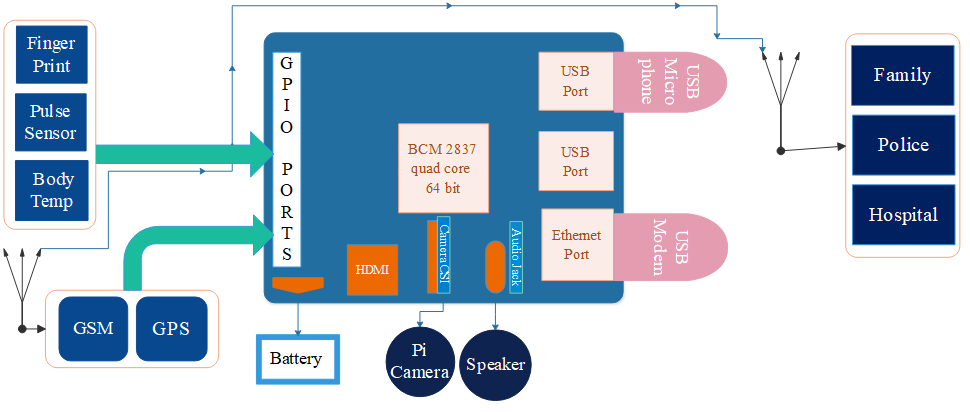 Finger
Print
Pulse
Sensor
Body
Temp
GSM
GPS
GPIO PORTS
BCM 2837
quad core
64 bit
HDMI
Camera CSI
Audio Jack
USB
Port
USB
Micro
phone
USB
Port
Ethernet
Port
USB
Modem
Battery
Pi
Camera
Speaker
Family
Police
Hospital